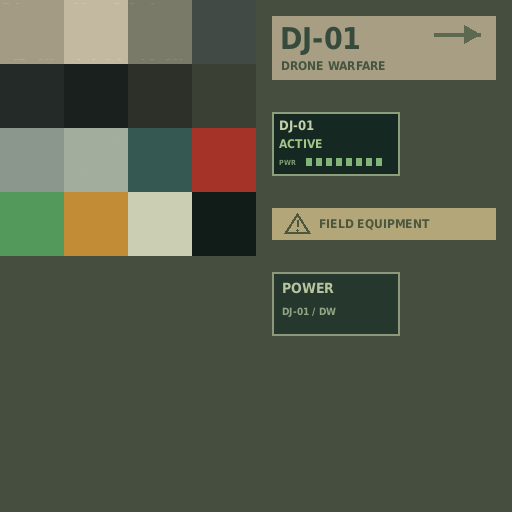 DJ-01
DRONE WARFARE
DJ-01
ACTIVE
PWR
FIELD EQUIPMENT
POWER
DJ-01 / DW